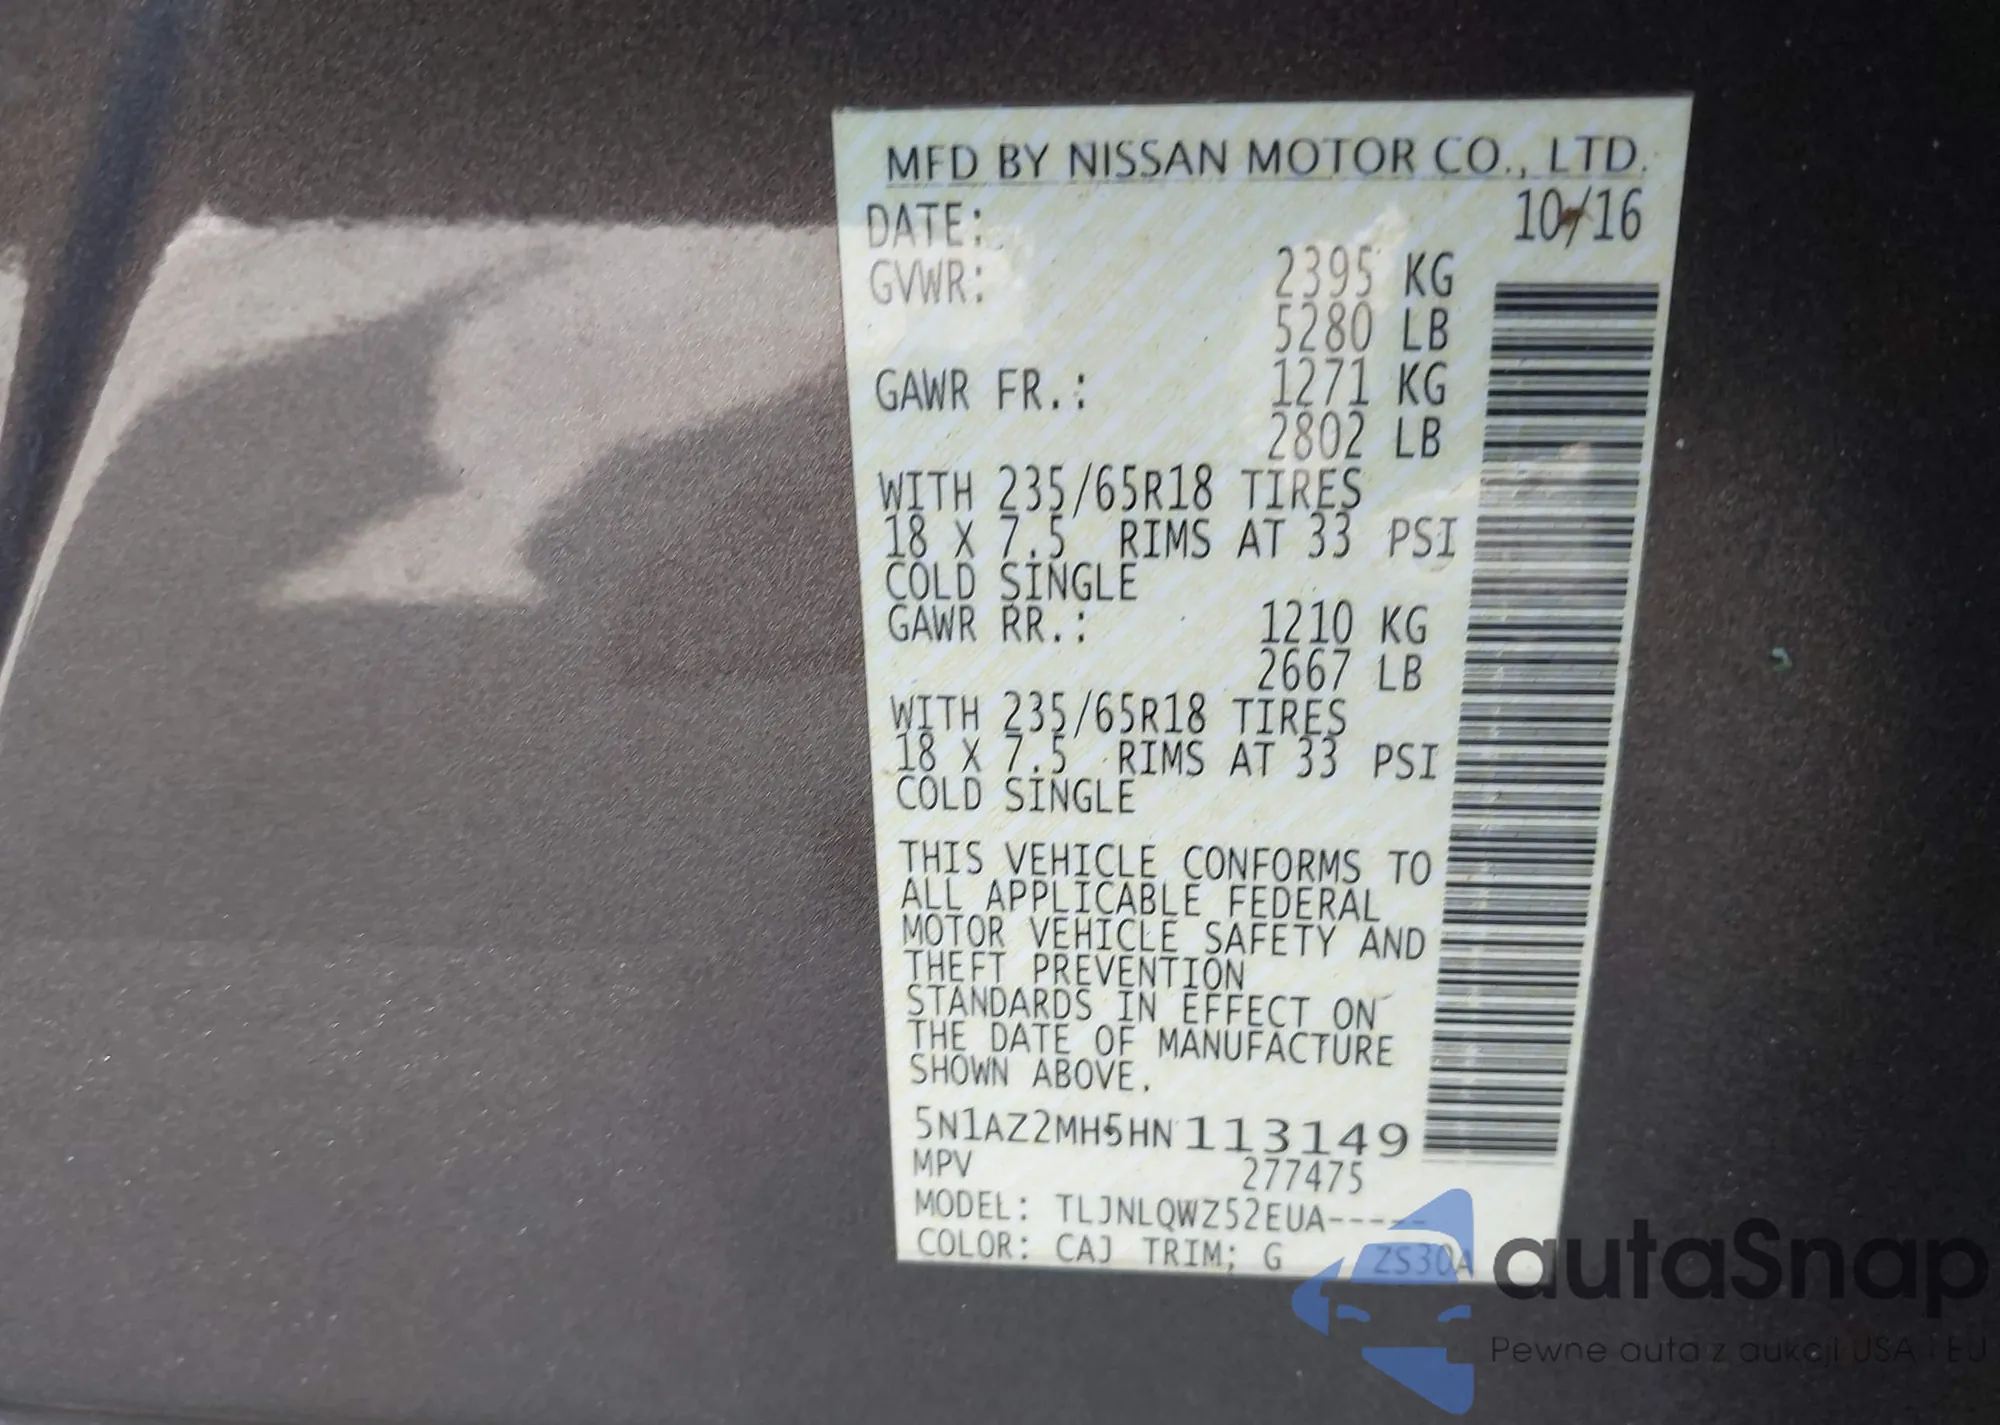 MFD BY NISSAN MOTOR CO., LTD.
DATE: 10/16
GVWR: 2395 KG
5280 LB
GAWR FR.: 1271 KG
2802 LB
WITH 235/65R18 TIRES
18 X 7.5 RIMS AT 33 PSI
COLD SINGLE
GAWR RR.: 1210 KG
2667 LB
WITH 235/65R18 TIRES
18 X 7.5 RIMS AT 33 PSI
COLD SINGLE
THIS VEHICLE CONFORMS TO
ALL APPLICABLE FEDERAL
MOTOR VEHICLE SAFETY AND
THEFT PREVENTION
STANDARDS IN EFFECT ON
THE DATE OF MANUFACTURE
SHOWN ABOVE.
5N1AZ2MH5HN113149
MPV 277475
MODEL: TLJNLQWZ52EUA-----
COLOR: CAJ TRIM; G ZS30A
autaSnap
Pewne auta z aukcji USA i EU